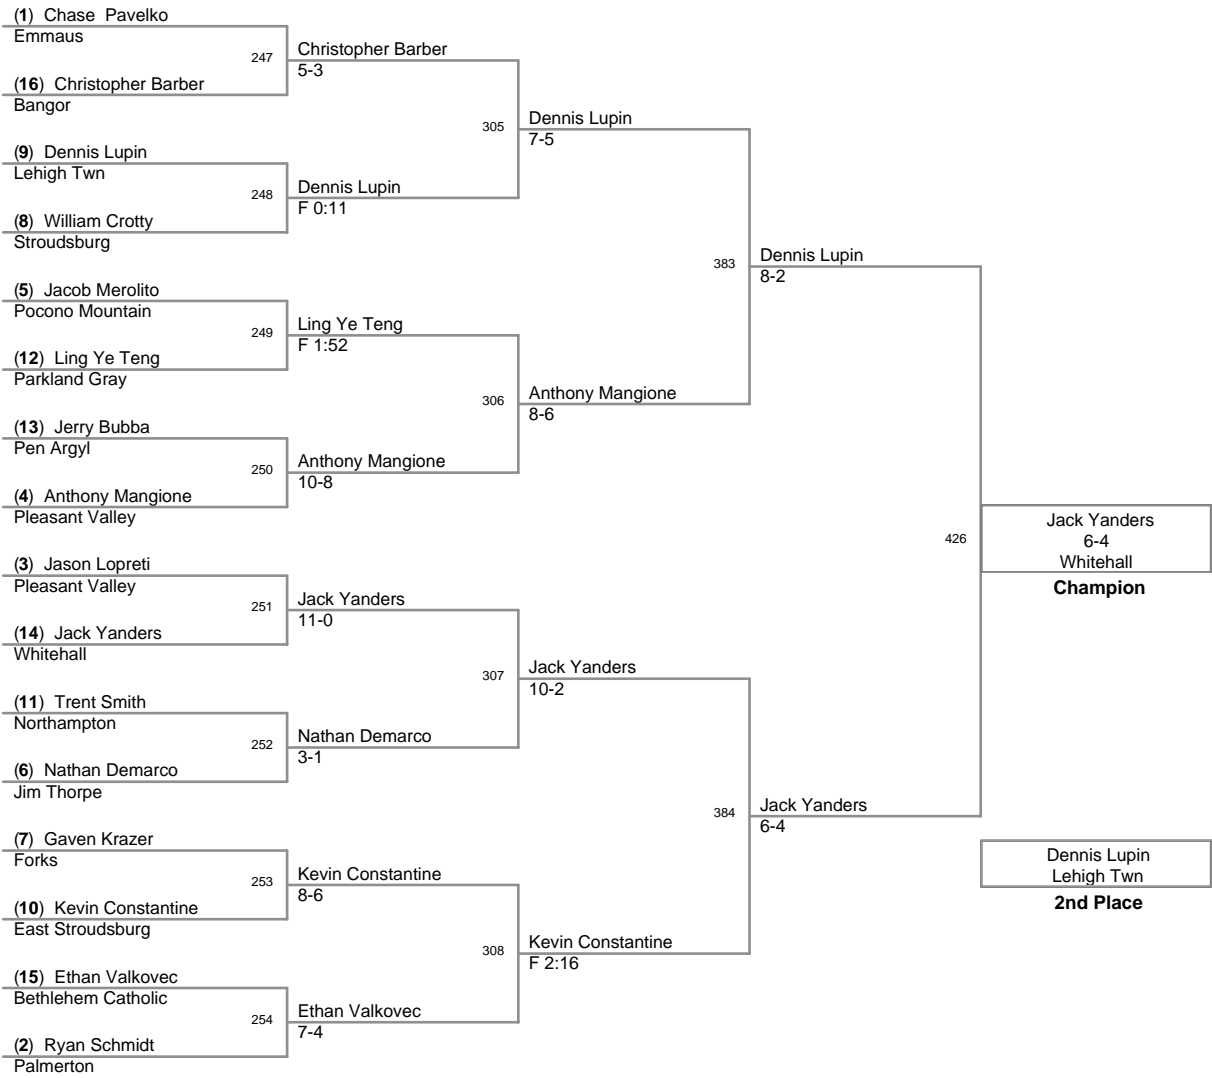 (1) Chase Pavelko
Emmaus
247
Christopher Barber
5-3
(16) Christopher Barber
Bangor
305
Dennis Lupin
7-5
(9) Dennis Lupin
Lehigh Twn
248
Dennis Lupin
F 0:11
(8) William Crotty
Stroudsburg
383
Dennis Lupin
8-2
(5) Jacob Merolito
Pocono Mountain
249
Ling Ye Teng
F 1:52
(12) Ling Ye Teng
Parkland Gray
306
Anthony Mangione
8-6
(13) Jerry Bubba
Pen Argyl
250
Anthony Mangione
10-8
(4) Anthony Mangione
Pleasant Valley
426
Jack Yanders
6-4
Whitehall
Champion
(3) Jason Lopreti
Pleasant Valley
251
Jack Yanders
11-0
(14) Jack Yanders
Whitehall
307
Jack Yanders
10-2
(11) Trent Smith
Northampton
252
Nathan Demarco
3-1
(6) Nathan Demarco
Jim Thorpe
384
Jack Yanders
6-4
(7) Gaven Krazer
Forks
253
Kevin Constantine
8-6
(10) Kevin Constantine
East Stroudsburg
308
Kevin Constantine
F 2:16
(15) Ethan Valkovec
Bethlehem Catholic
254
Ethan Valkovec
7-4
(2) Ryan Schmidt
Palmerton
Dennis Lupin
Lehigh Twn
2nd Place